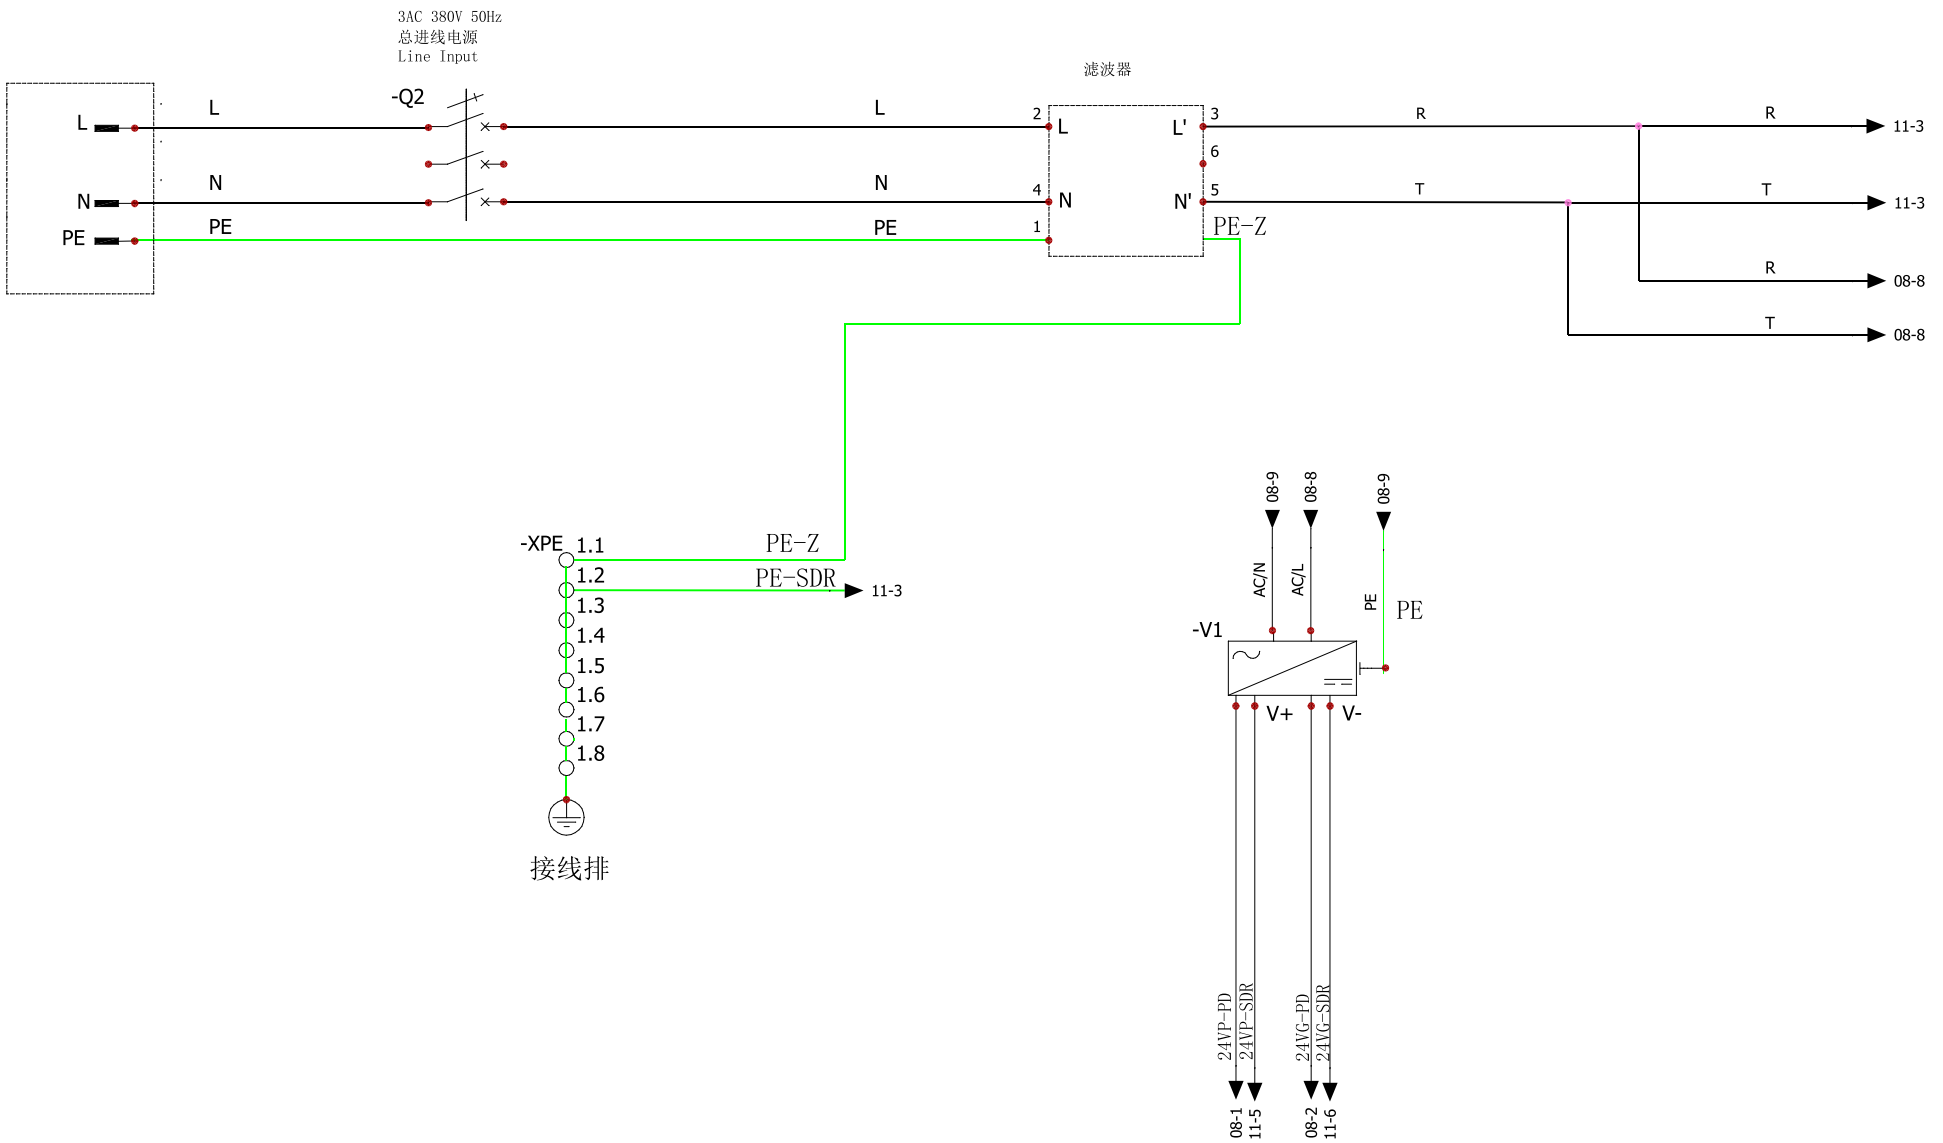 3AC 380V 50Hz
总进线电源
Line Input
滤波器
-Q2
L
L
L
2
L
L'
3
R
R
11-3
6
N
N
N
4
N
N'
5
T
T
11-3
PE
PE
PE
1
PE-Z
R
08-8
T
08-8
-XPE
1.1
PE-Z
1.2
PE-SDR
11-3
1.3
1.4
1.5
1.6
1.7
1.8
接线排
08-9
08-8
08-9
AC/N
AC/L
PE
PE
-V1
V+
V-
24VP-PD
24VP-SDR
24VG-PD
24VG-SDR
08-1
11-5
08-2
11-6